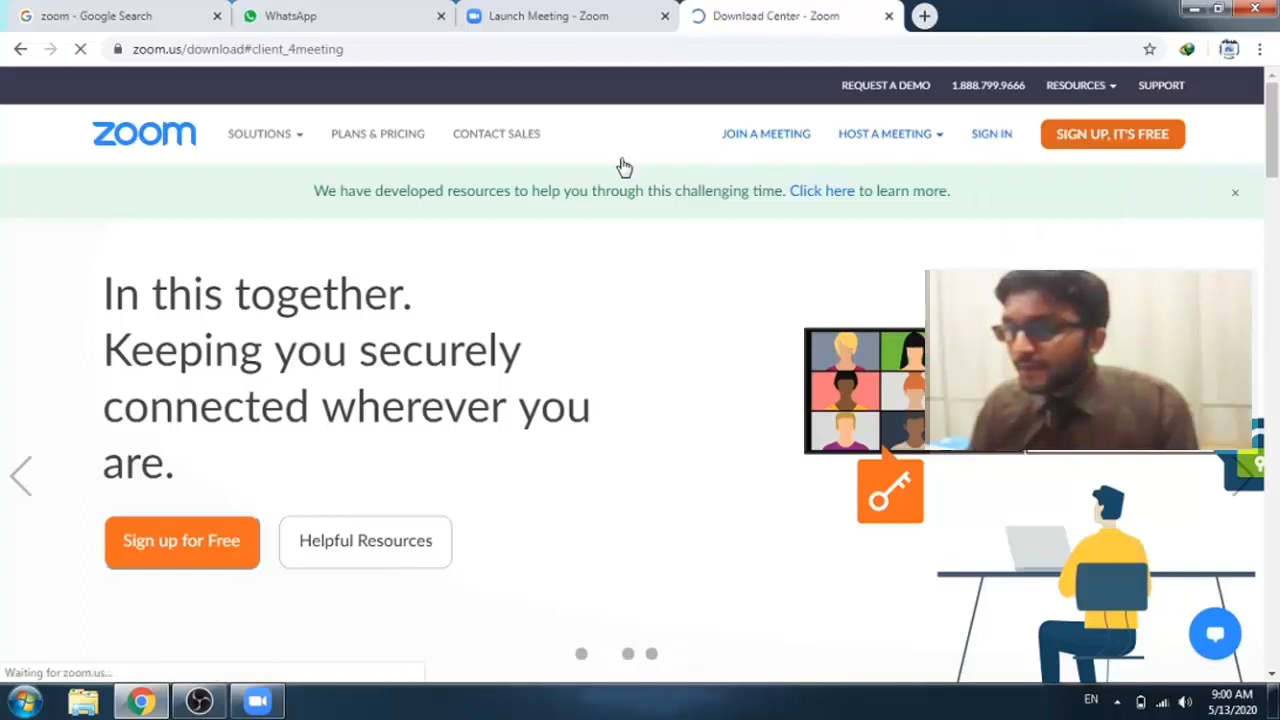 zoom - Google Search
WhatsApp
Launch Meeting - Zoom
Download Center - Zoom
zoom.us/download#client_4meeting
REQUEST A DEMO
1.888.799.9666
RESOURCES
SUPPORT
zoom
SOLUTIONS
PLANS & PRICING
CONTACT SALES
JOIN A MEETING
HOST A MEETING
SIGN IN
SIGN UP, IT'S FREE
We have developed resources to help you through this challenging time. Click here to learn more.
In this together.
Keeping you securely
connected wherever you
are.
Sign up for Free
Helpful Resources
Waiting for zoom.us...
EN
9:00 AM
5/13/2020